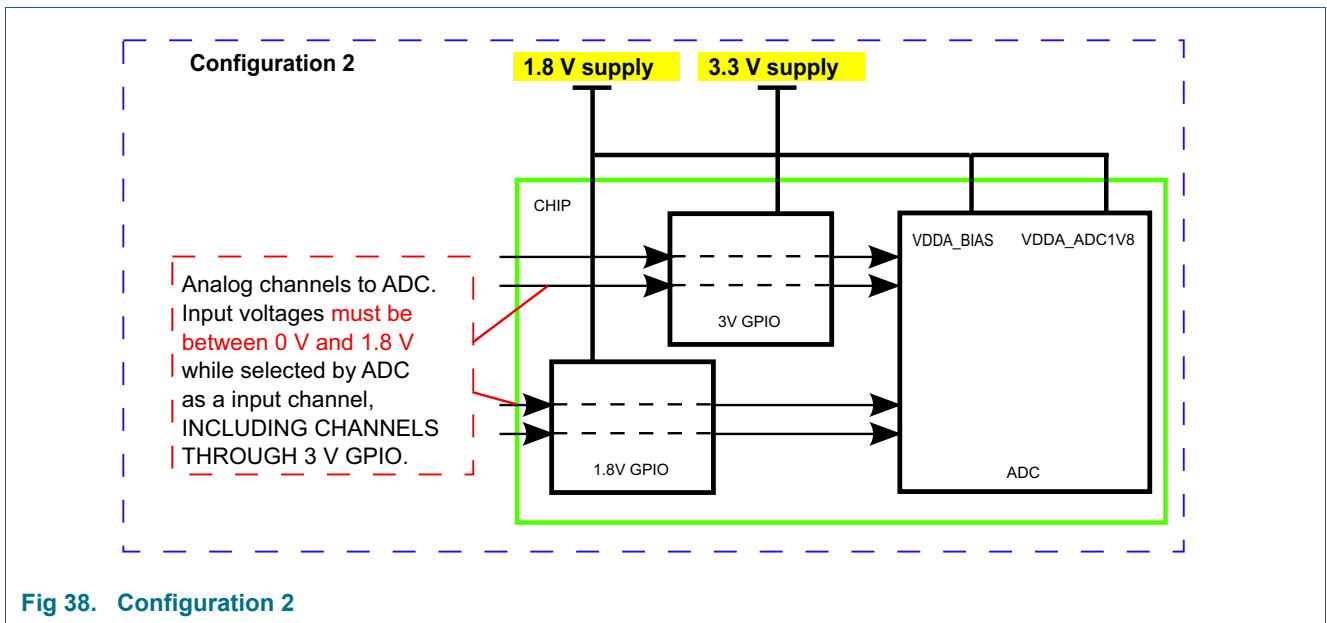 Configuration 2
1.8 V supply
3.3 V supply
CHIP
VDDA_BIAS
VDDA_ADC1V8
3V GPIO
Analog channels to ADC.
Input voltages must be
between 0 V and 1.8 V
while selected by ADC
as a input channel,
INCLUDING CHANNELS
THROUGH 3 V GPIO.
1.8V GPIO
ADC
Fig 38. Configuration 2